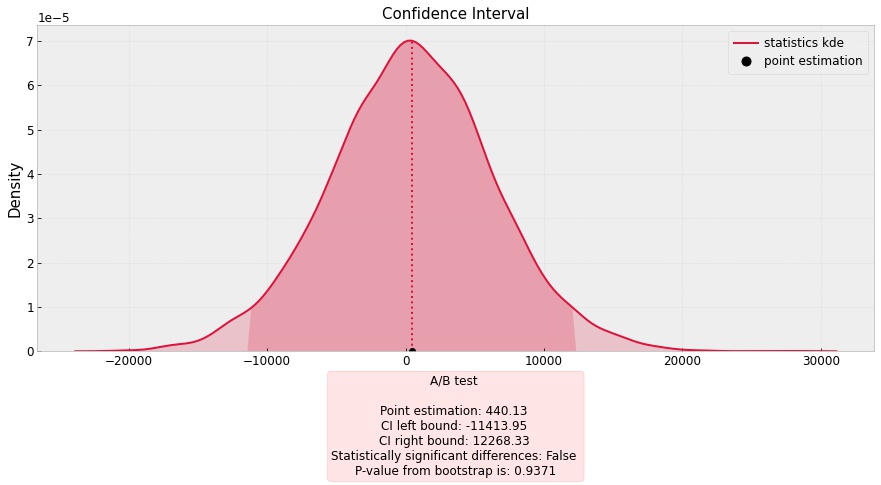 Confidence Interval
1e−5
statistics kde
point estimation
7
6
5
4
3
2
1
0
Density
−20000
−10000
0
10000
20000
30000
A/B test
Point estimation: 440.13
CI left bound: -11413.95
CI right bound: 12268.33
Statistically significant differences: False
P-value from bootstrap is: 0.9371